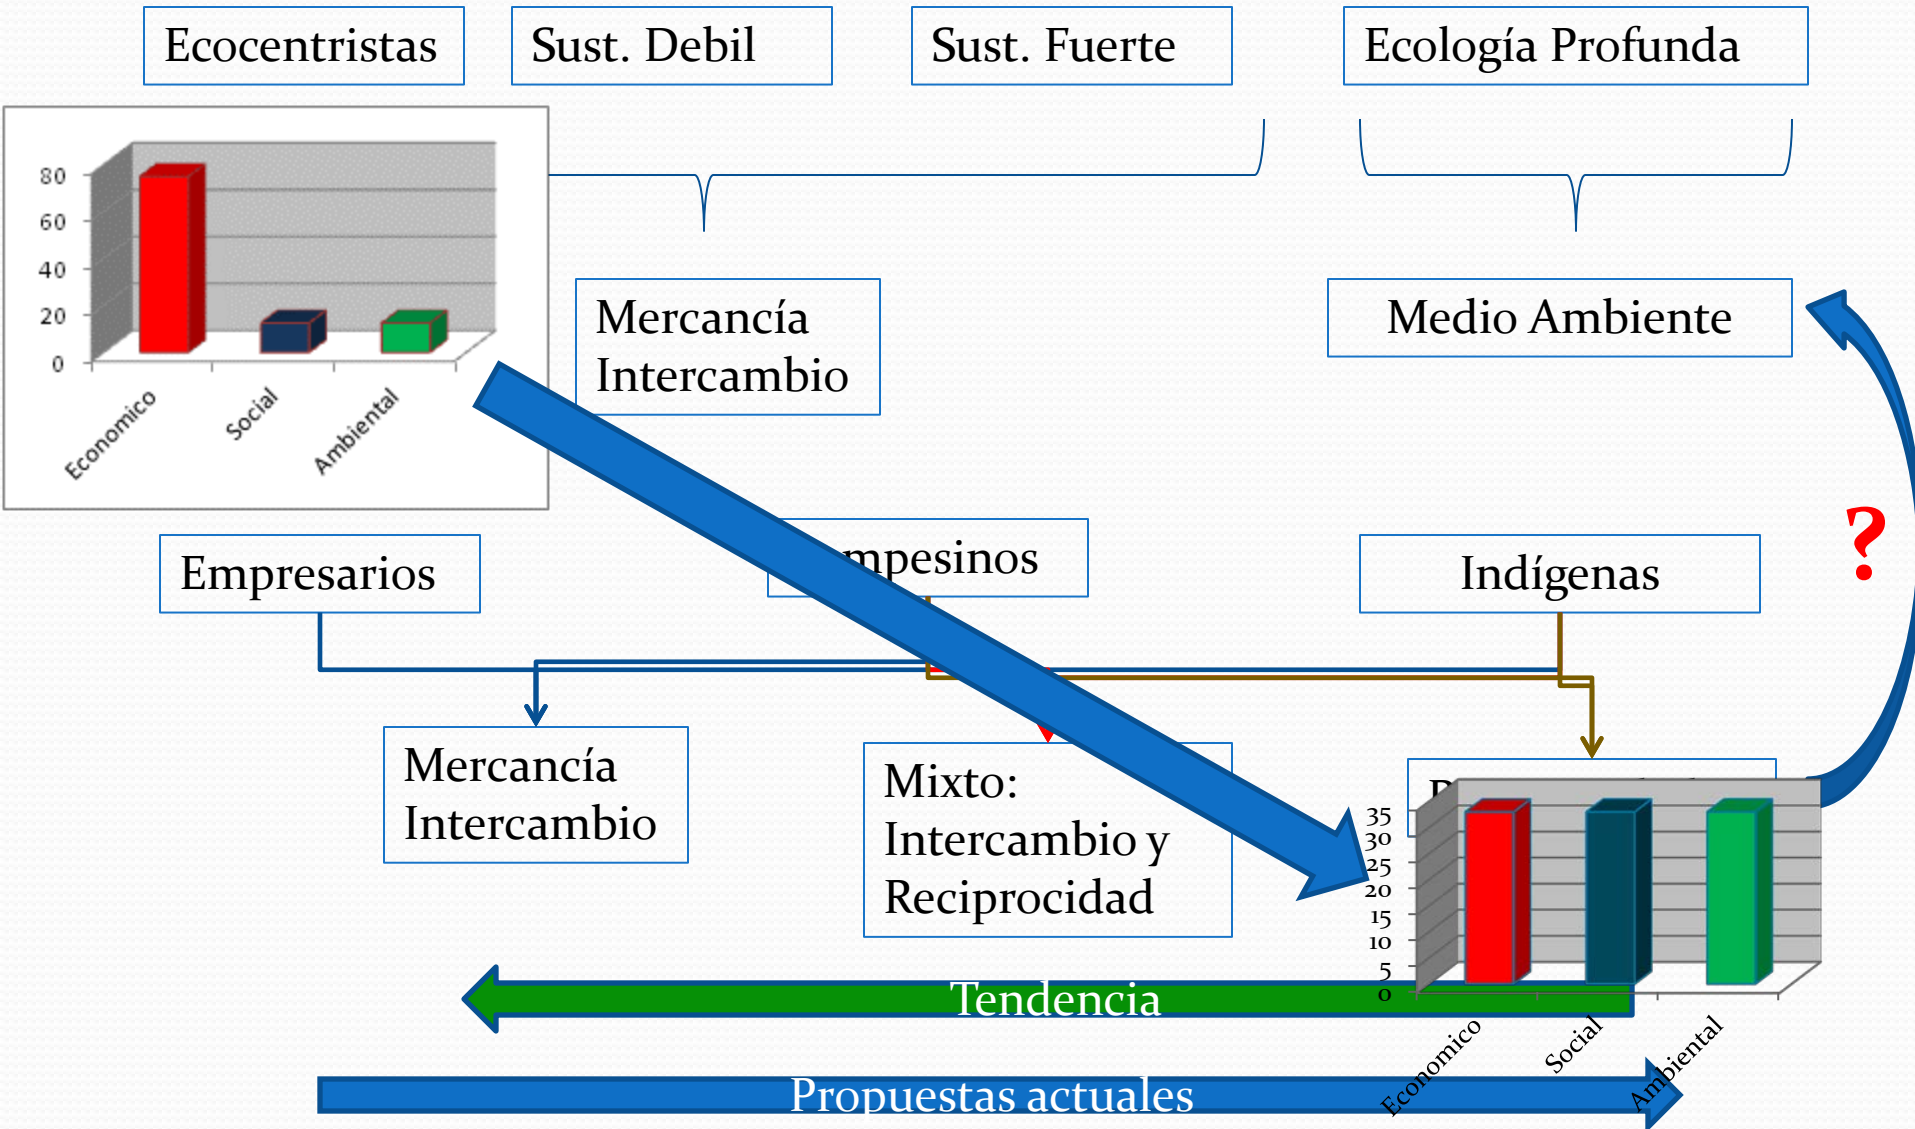 Ecocentristas
Sust. Debil
Sust. Fuerte
Ecología Profunda
80
60
40
20
0
Economico
Social
Ambiental
Mercancía
Intercambio
Medio Ambiente
Empresarios
mpesinos
Indígenas
?
Mercancía
Intercambio
Mixto:
Intercambio y
Reciprocidad
35
30
25
20
15
10
5
0
Economico
Social
Ambiental
Tendencia
Propuestas actuales